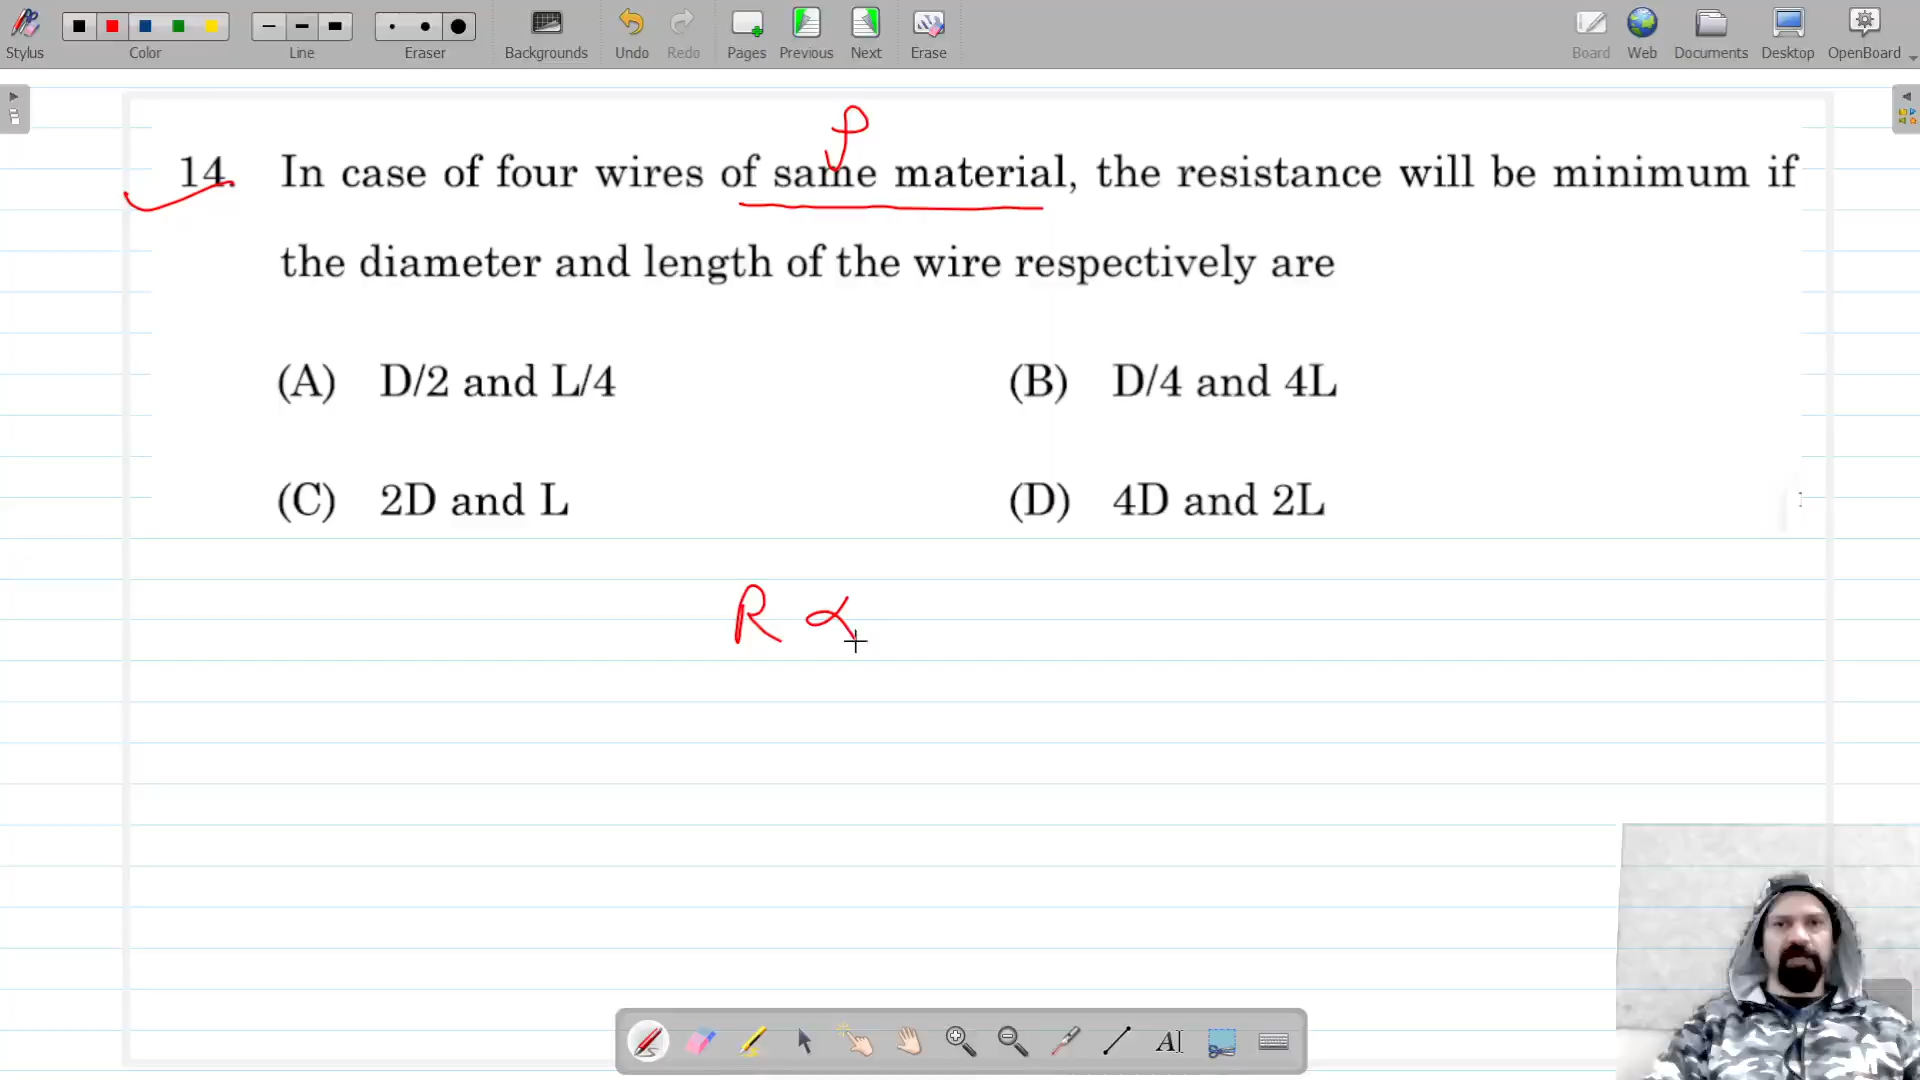 Stylus Color Line Eraser Backgrounds Undo Redo Pages Previous Next Erase Board Web Documents Desktop OpenBoard
ρ
14. In case of four wires of same material, the resistance will be minimum if
the diameter and length of the wire respectively are
(A) D/2 and L/4 (B) D/4 and 4L
(C) 2D and L (D) 4D and 2L
R ∝